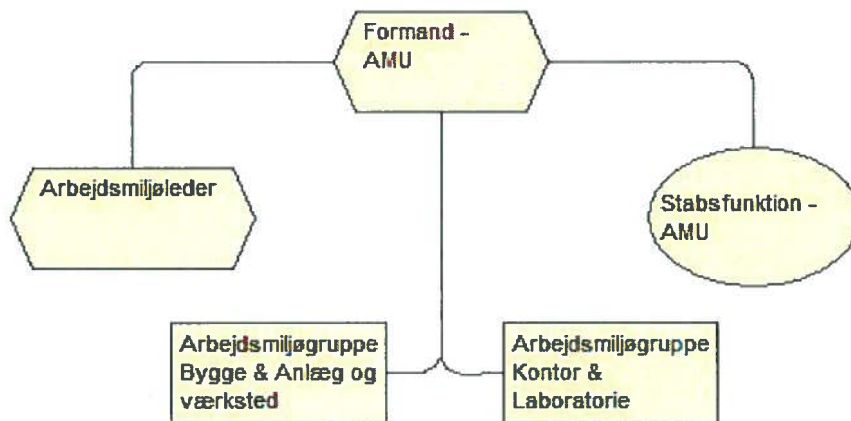 Formand -
AMU
Arbejdsmiljøleder
Stabsfunktion -
AMU
Arbejdsmiljøgruppe
Bygge & Anlæg og
værksted
Arbejdsmiljøgruppe
Kontor &
Laboratorie